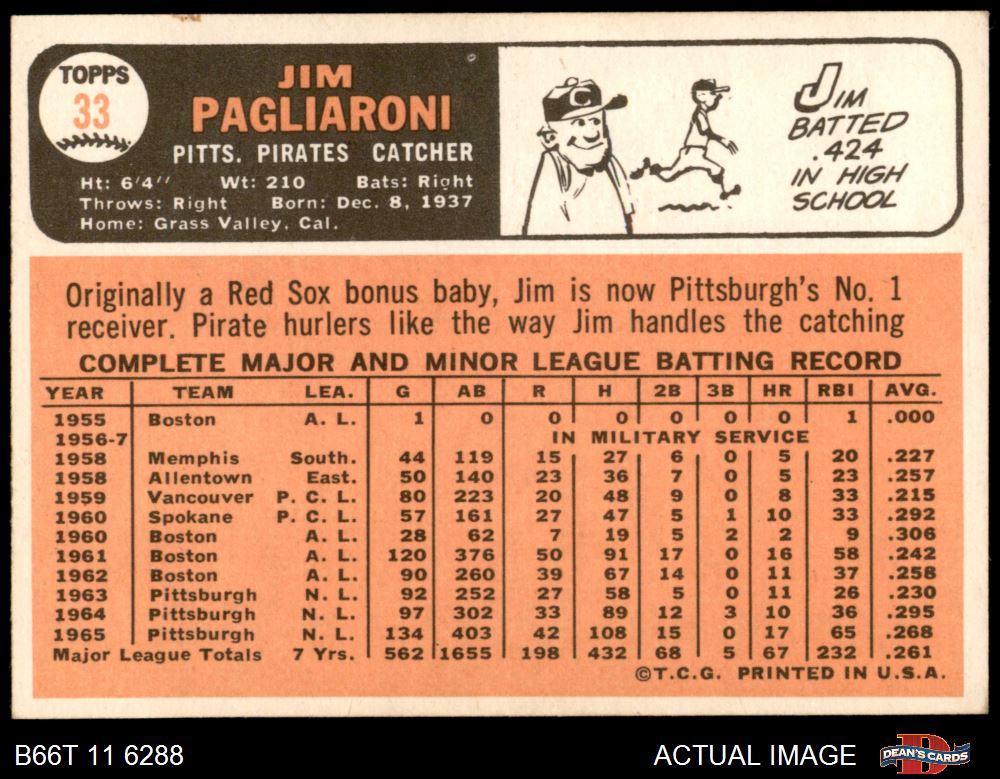 TOPPS
33
JIM
PAGLIARONI
PITTS. PIRATES CATCHER
Ht: 6'4" Wt: 210 Bats: Right
Throws: Right Born: Dec. 8, 1937
Home: Grass Valley, Cal.
C
JIM
BATTED
.424
IN HIGH
SCHOOL
Originally a Red Sox bonus baby, Jim is now Pittsburgh's No. 1
receiver. Pirate hurlers like the way Jim handles the catching
COMPLETE MAJOR AND MINOR LEAGUE BATTING RECORD
YEAR TEAM LEA. G AB R H 2B 3B HR RBI AVG.
1955 Boston A. L. 1 0 0 0 0 0 0 1 .000
1956-7 IN MILITARY SERVICE
1958 Memphis South. 44 119 15 27 6 0 5 20 .227
1958 Allentown East. 50 140 23 36 7 0 5 23 .257
1959 Vancouver P. C. L. 80 223 20 48 9 0 8 33 .215
1960 Spokane P. C. L. 57 161 27 47 5 1 10 33 .292
1960 Boston A. L. 28 62 7 19 5 2 2 9 .306
1961 Boston A. L. 120 376 50 91 17 0 16 58 .242
1962 Boston A. L. 90 260 39 67 14 0 11 37 .258
1963 Pittsburgh N. L. 92 252 27 58 5 0 11 26 .230
1964 Pittsburgh N. L. 97 302 33 89 12 3 10 36 .295
1965 Pittsburgh N. L. 134 403 42 108 15 0 17 65 .268
Major League Totals 7 Yrs. 562 1655 198 432 68 5 67 232 .261
©T.C.G. PRINTED IN U.S.A.
B66T 11 6288
ACTUAL IMAGE
D
DEAN'S CARDS